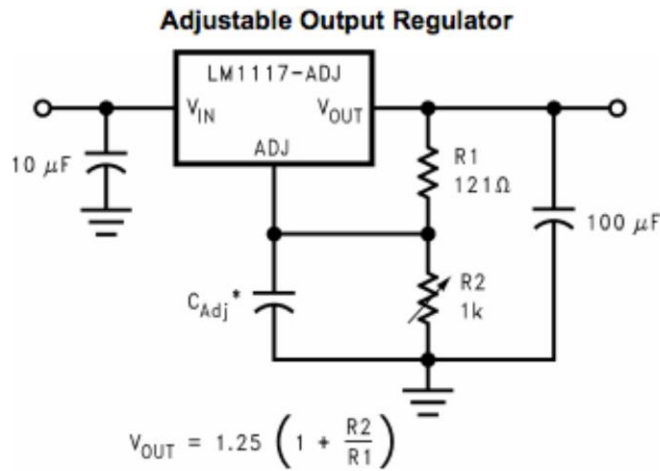 Adjustable Output Regulator
LM1117-ADJ
VIN
VOUT
ADJ
10 µF
R1
121Ω
100 µF
CAdj*
R2
1k
VOUT = 1.25 (1 + R2/R1)